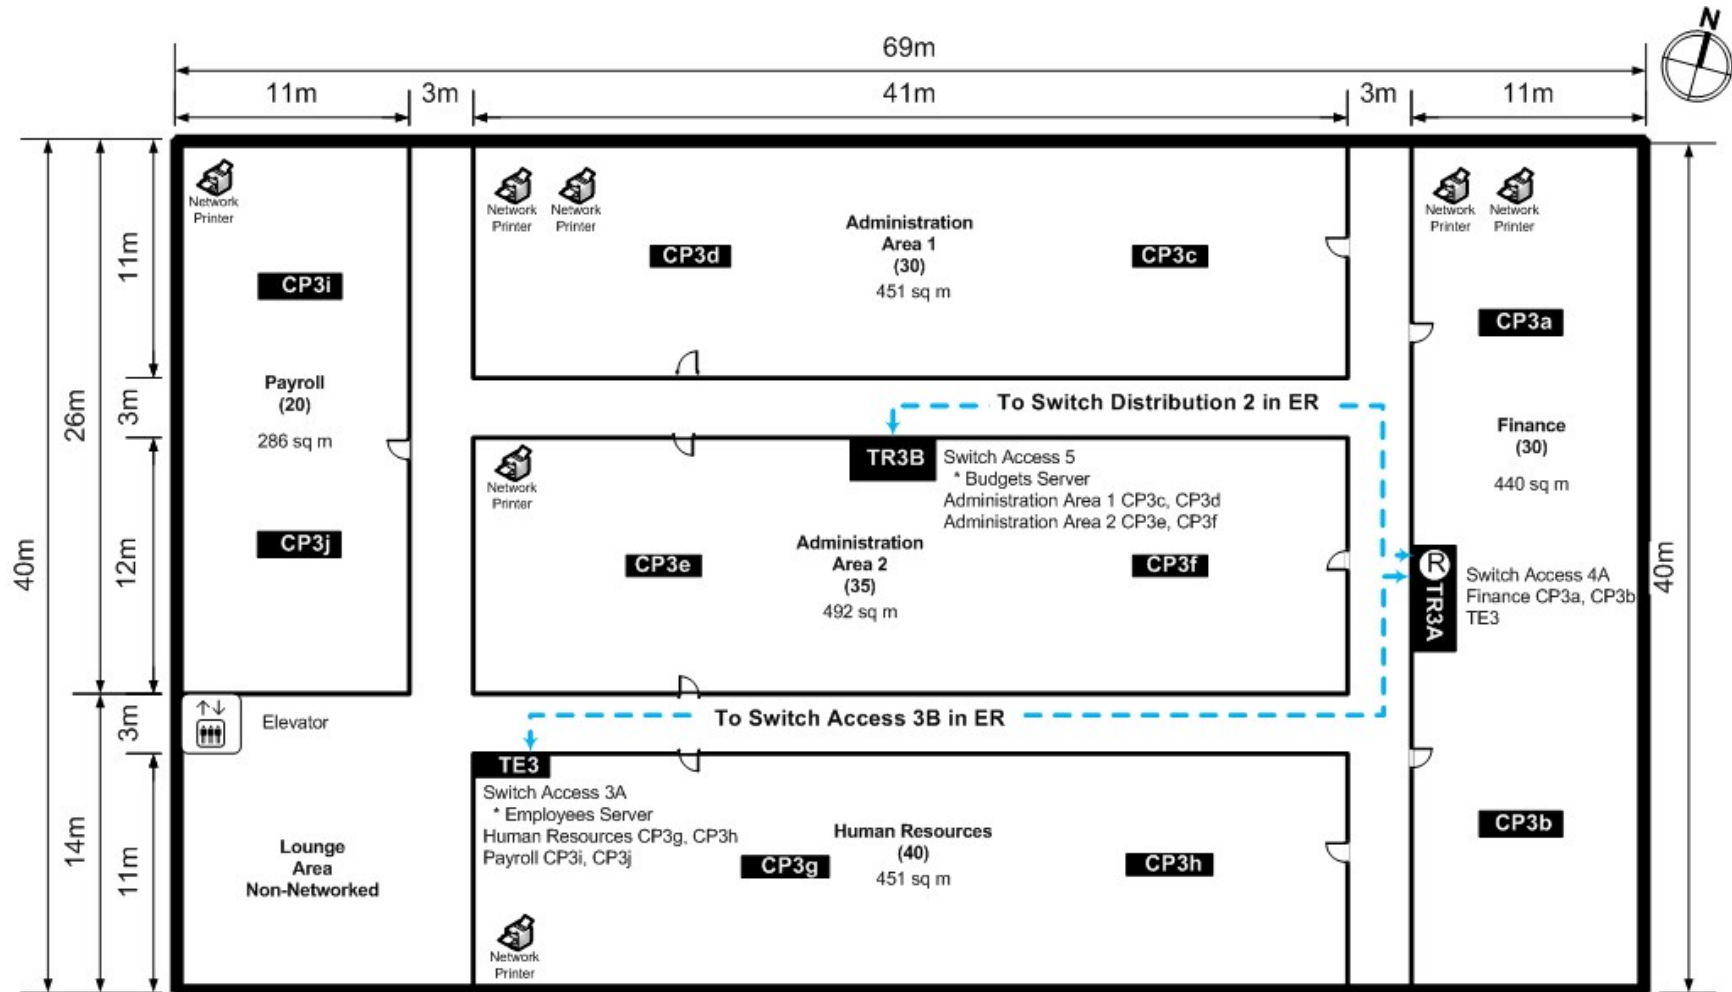 N
69m
11m
3m
41m
3m
11m
Network
Printer
Network
Printer
Network
Printer
Administration
Area 1
(30)
451 sq m
Network
Printer
Network
Printer
11m
CP3d
CP3c
CP3i
CP3a
Payroll
(20)
286 sq m
3m
26m
To Switch Distribution 2 in ER
Finance
(30)
440 sq m
Network
Printer
TR3B
Switch Access 5
* Budgets Server
Administration Area 1 CP3c, CP3d
Administration Area 2 CP3e, CP3f
40m
12m
CP3j
Administration
Area 2
(35)
492 sq m
CP3e
CP3f
R
TR3A
Switch Access 4A
Finance CP3a, CP3b
TE3
40m
3m
Elevator
To Switch Access 3B in ER
14m
11m
Lounge
Area
Non-Networked
TE3
Switch Access 3A
* Employees Server
Human Resources CP3g, CP3h
Payroll CP3i, CP3j
Human Resources
(40)
451 sq m
CP3g
CP3h
CP3b
Network
Printer